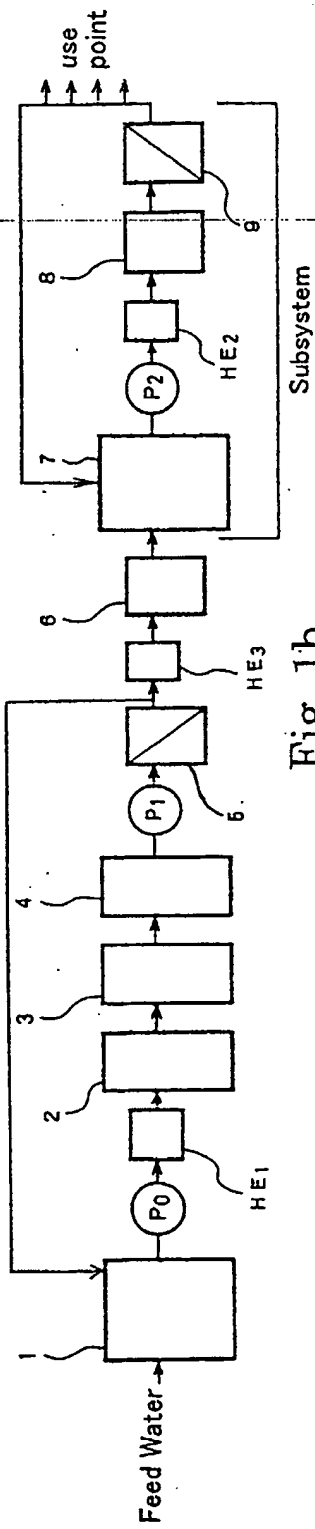 Feed Water
1
P0
HE1
2
3
4
P1
5.
HE3
6
7
P2
HE2
8
9
use
point
Subsystem
Fig. 1b